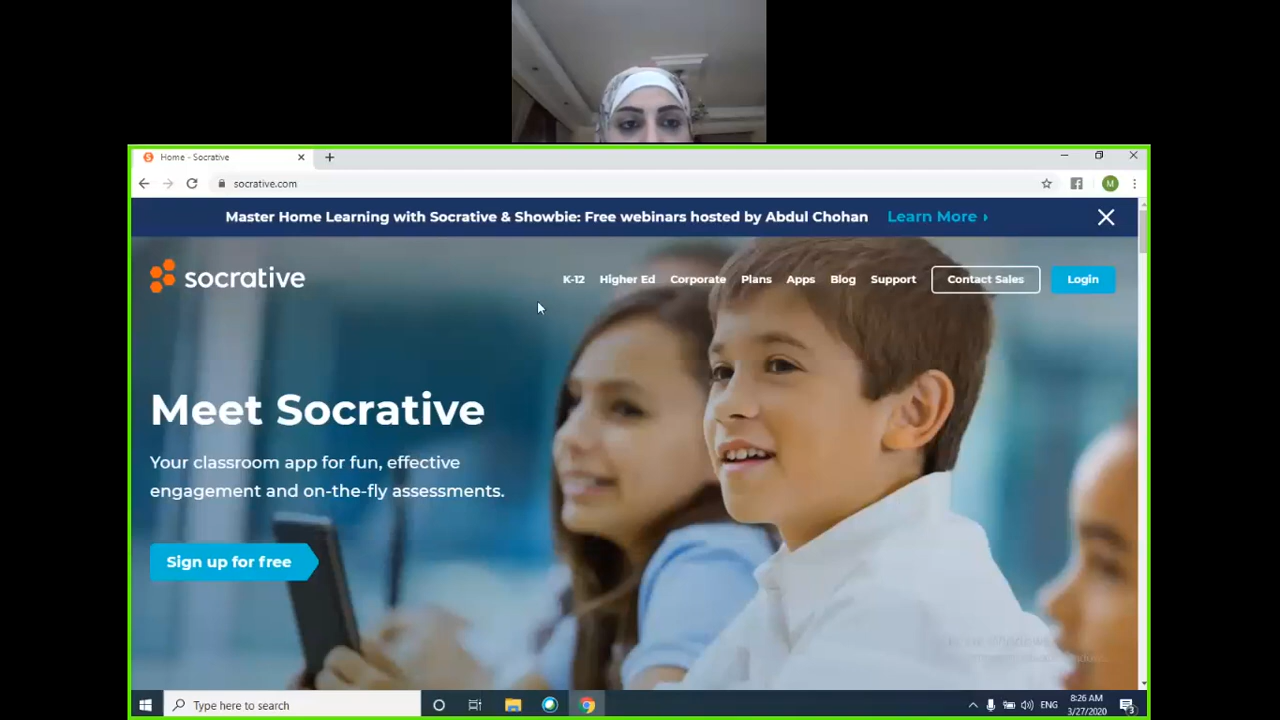 Home - Socrative
socrative.com
M
Master Home Learning with Socrative & Showbie: Free webinars hosted by Abdul Chohan Learn More ›
socrative
K-12 Higher Ed Corporate Plans Apps Blog Support Contact Sales Login
Meet Socrative
Your classroom app for fun, effective
engagement and on-the-fly assessments.
Sign up for free
Type here to search
ENG
8:26 AM
3/27/2020
3